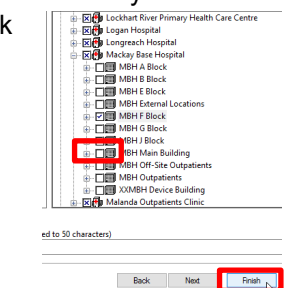 k
Lockhart River Primary Health Care Centre
Logan Hospital
Longreach Hospital
Mackay Base Hospital
MBH A Block
MBH B Block
MBH E Block
MBH External Locations
MBH F Block
MBH G Block
MBH J Block
MBH Main Building
MBH Off-Site Outpatients
MBH Outpatients
XXMBH Device Building
Malanda Outpatients Clinic
ed to 50 characters)
Back Next Finish